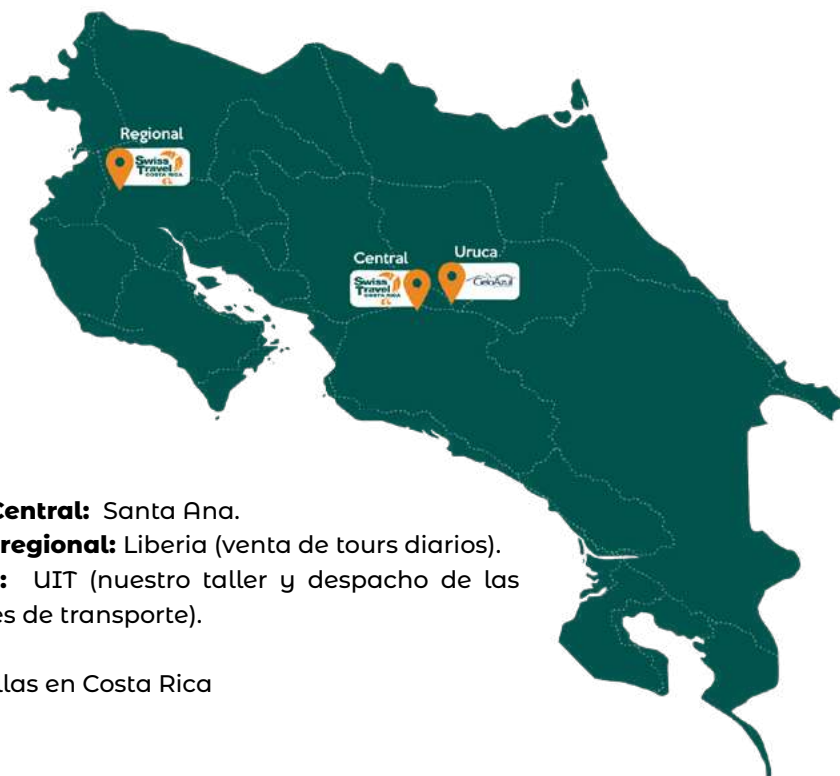 Regional
Swiss
Travel
COSTA RICA
Central
Uruca
Swiss
Travel
COSTA RICA
CieloAzul
Central: Santa Ana.
regional: Liberia (venta de tours diarios).
: UIT (nuestro taller y despacho de las
es de transporte).
llas en Costa Rica